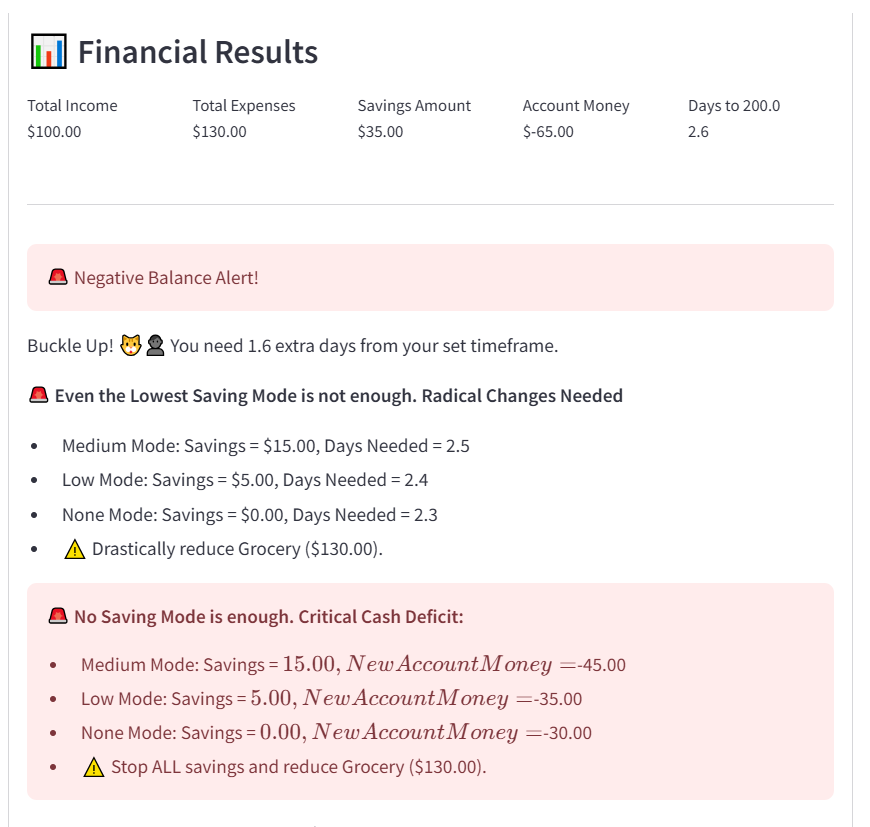 📊 Financial Results
Total Income Total Expenses Savings Amount Account Money Days to 200.0
$100.00 $130.00 $35.00 $-65.00 2.6
🚨 Negative Balance Alert!
Buckle Up! 🐱👤 You need 1.6 extra days from your set timeframe.
🚨 Even the Lowest Saving Mode is not enough. Radical Changes Needed
• Medium Mode: Savings = $15.00, Days Needed = 2.5
• Low Mode: Savings = $5.00, Days Needed = 2.4
• None Mode: Savings = $0.00, Days Needed = 2.3
• ⚠️ Drastically reduce Grocery ($130.00).
🚨 No Saving Mode is enough. Critical Cash Deficit:
• Medium Mode: Savings = 15.00, NewAccountMoney =-45.00
• Low Mode: Savings = 5.00, NewAccountMoney =-35.00
• None Mode: Savings = 0.00, NewAccountMoney =-30.00
• ⚠️ Stop ALL savings and reduce Grocery ($130.00).